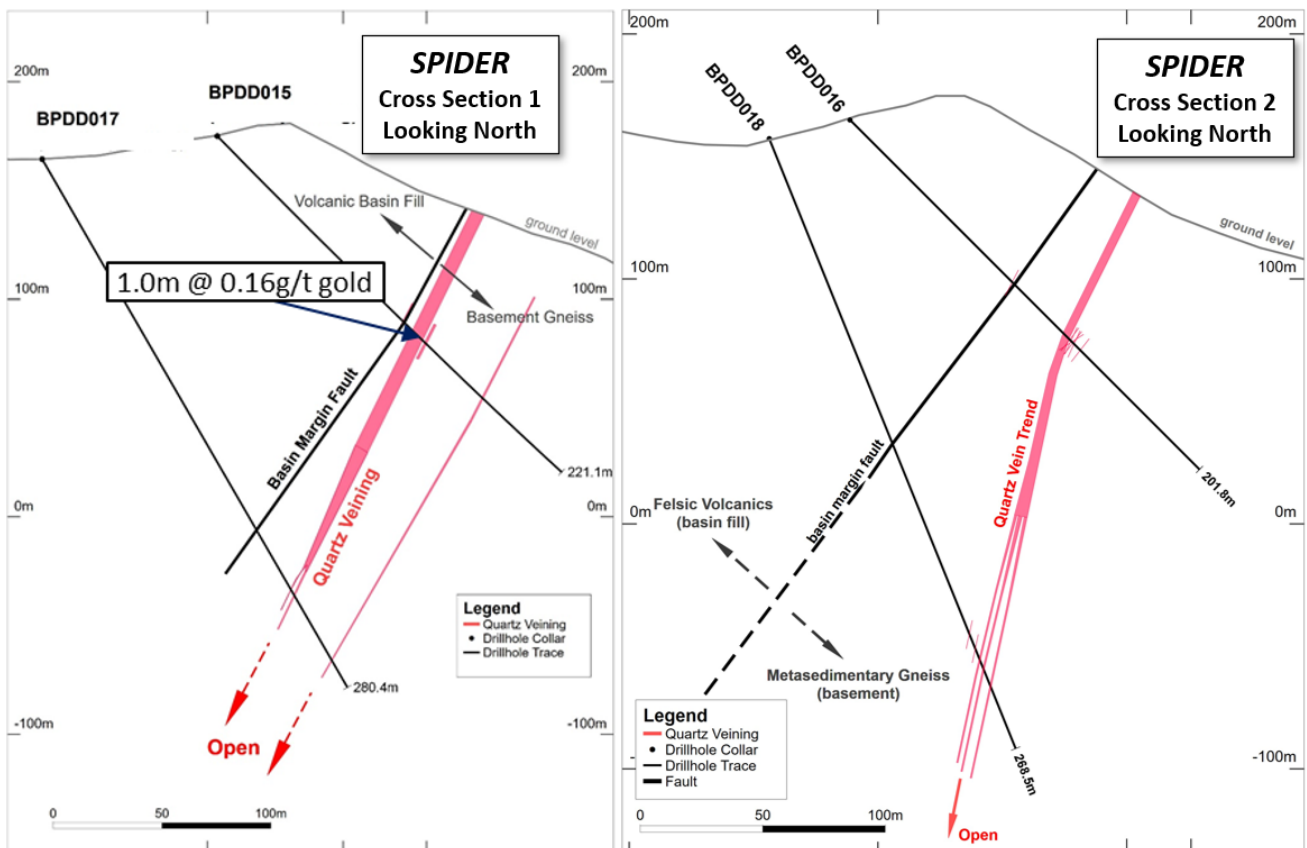 SPIDER
Cross Section 1
Looking North
200m
200m
BPDD017
BPDD015
Volcanic Basin Fill
ground level
1.0m @ 0.16g/t gold
100m
100m
Basement Gneiss
Basin Margin Fault
221.1m
0m
0m
Quartz Veining
Legend
Quartz Veining
Drillhole Collar
Drillhole Trace
280.4m
-100m
-100m
Open
0
50
100m
SPIDER
Cross Section 2
Looking North
200m
200m
BPDD018
BPDD016
ground level
100m
100m
Quartz Vein Trend
basin margin fault
201.8m
0m
0m
Felsic Volcanics
(basin fill)
Metasedimentary Gneiss
(basement)
Legend
Quartz Veining
Drillhole Collar
Drillhole Trace
Fault
268.5m
-100m
Open
0
50
100m